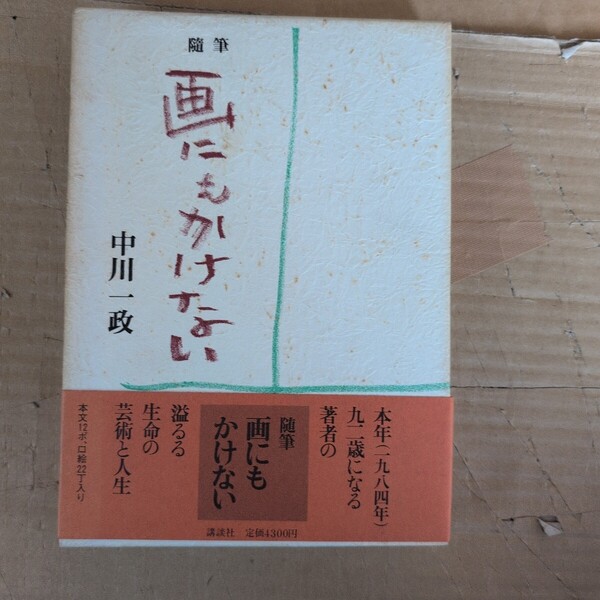 隨筆
画にもかけない
中川一政
本年(一九八四年)
九二歳になる
著者の
隨筆
画にも
かけない
溢るる
生命の
芸術と人生
本文12ポ、口絵22丁入り
講談社 定価4300円